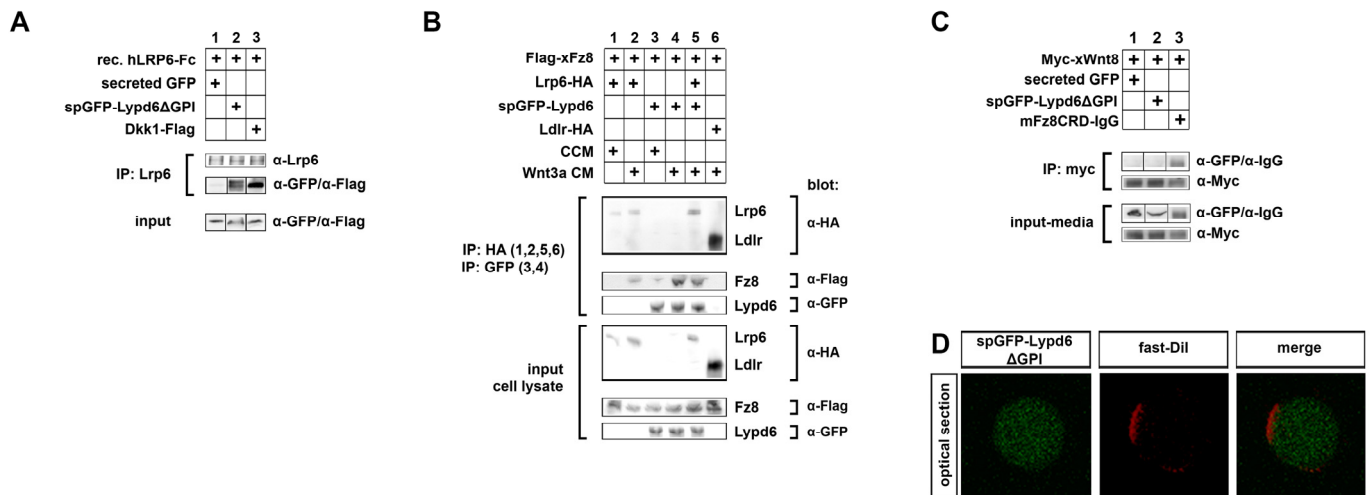 A
1 2 3
rec. hLRP6-Fc + + +
secreted GFP +
spGFP-Lypd6ΔGPI +
Dkk1-Flag +
IP: Lrp6
α-Lrp6
α-GFP/α-Flag
input
α-GFP/α-Flag
B
1 2 3 4 5 6
Flag-xFz8 + + + + + +
Lrp6-HA + + +
spGFP-Lypd6 + + +
Ldlr-HA +
CCM + +
Wnt3a CM + + + +
blot:
IP: HA (1,2,5,6)
IP: GFP (3,4)
Lrp6
Ldlr
α-HA
Fz8
α-Flag
Lypd6
α-GFP
input
cell lysate
Lrp6
Ldlr
α-HA
Fz8
α-Flag
Lypd6
α-GFP
C
1 2 3
Myc-xWnt8 + + +
secreted GFP +
spGFP-Lypd6ΔGPI +
mFz8CRD-IgG +
IP: myc
α-GFP/α-IgG
α-Myc
input-media
α-GFP/α-IgG
α-Myc
D
spGFP-Lypd6
ΔGPI
fast-DiI
merge
optical section